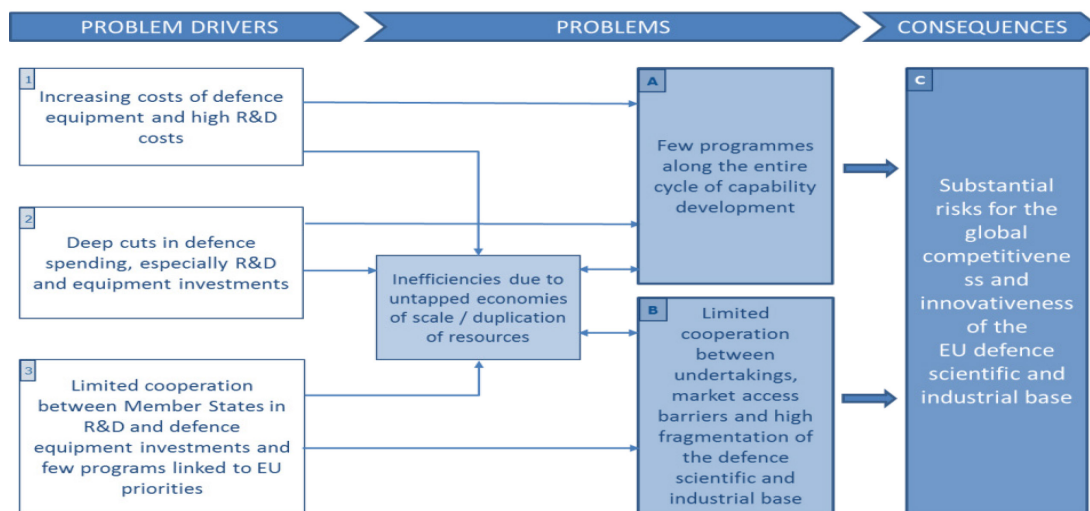 PROBLEM DRIVERS
PROBLEMS
CONSEQUENCES
1
Increasing costs of defence
equipment and high R&D
costs
2
Deep cuts in defence
spending, especially R&D
and equipment investments
3
Limited cooperation
between Member States in
R&D and defence
equipment investments and
few programs linked to EU
priorities
Inefficiencies due to
untapped economies
of scale / duplication
of resources
A
Few programmes
along the entire
cycle of capability
development
B
Limited
cooperation
between
undertakings,
market access
barriers and high
fragmentation of
the defence
scientific and
industrial base
C
Substantial
risks for the
global
competitivene
ss and
innovativeness
of the
EU defence
scientific and
industrial base